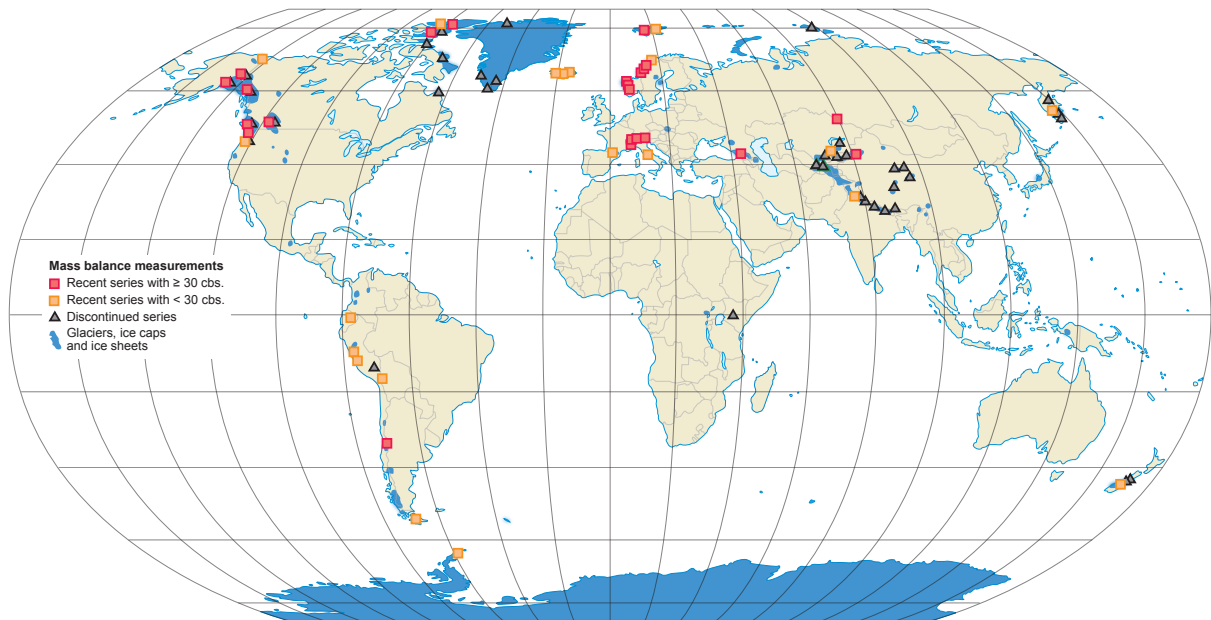 Mass balance measurements
Recent series with ≥ 30 cbs.
Recent series with < 30 cbs.
Discontinued series
Glaciers, ice caps
and ice sheets